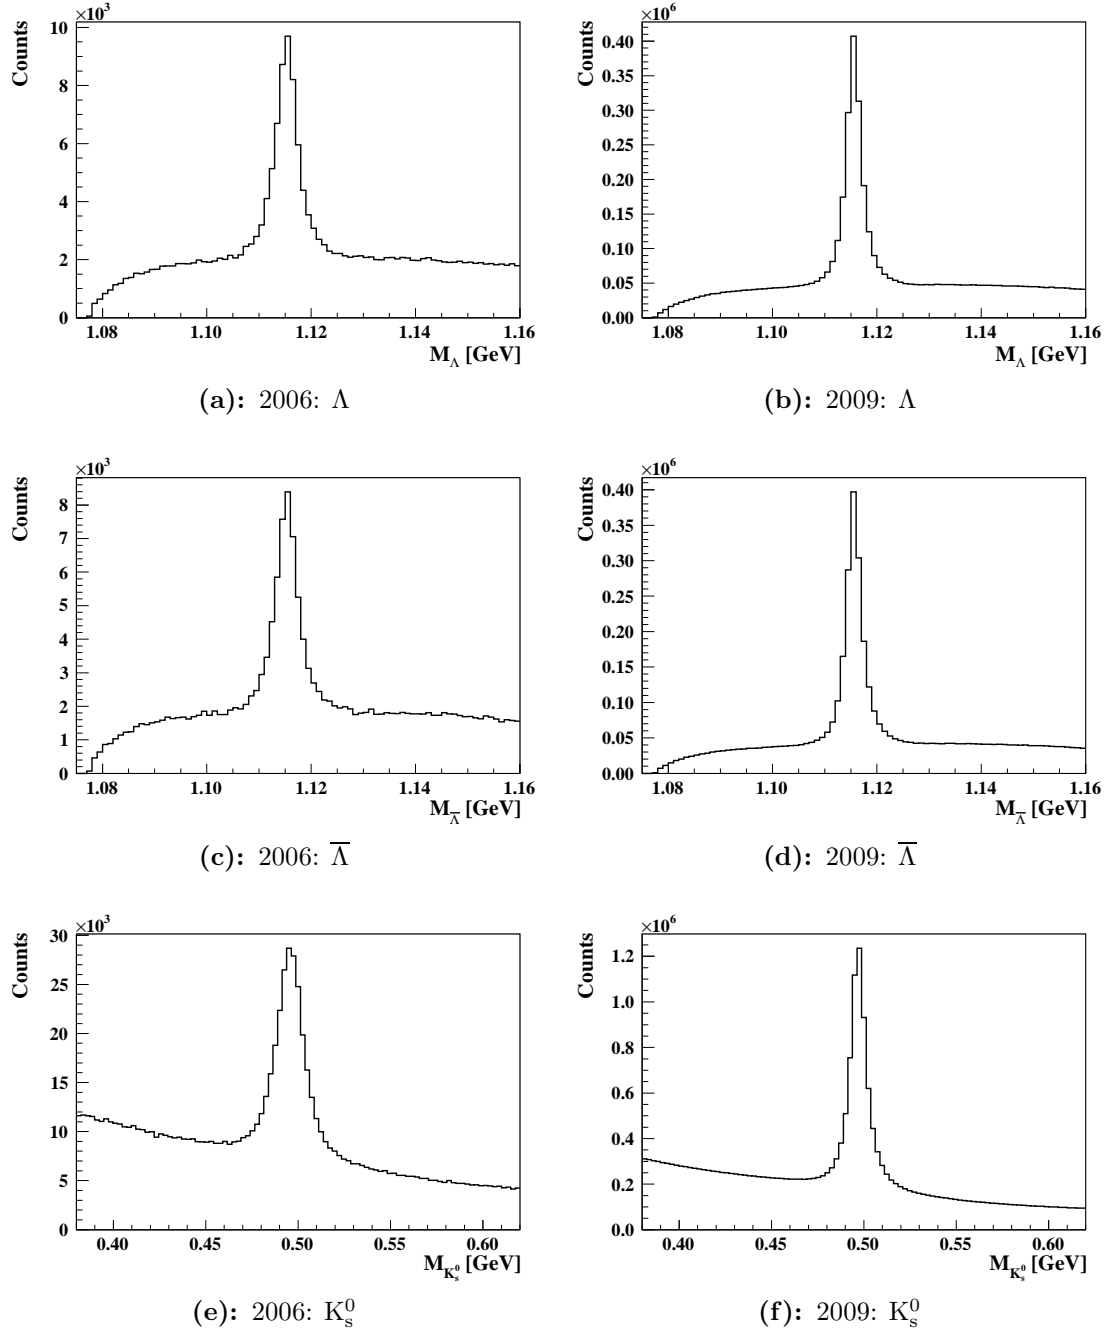 ×10³ ×10⁶
Counts Counts
10 0.40
0.35
8 0.30
6 0.25
0.20
4 0.15
2 0.10
0.05
0 0.00
1.08 1.10 1.12 1.14 1.16 1.08 1.10 1.12 1.14 1.16
M_Λ [GeV] M_Λ [GeV]
(a): 2006: Λ (b): 2009: Λ
×10³ ×10⁶
Counts Counts
8 0.40
7 0.35
6 0.30
5 0.25
4 0.20
3 0.15
2 0.10
1 0.05
0 0.00
1.08 1.10 1.12 1.14 1.16 1.08 1.10 1.12 1.14 1.16
M_Λ̅ [GeV] M_Λ̅ [GeV]
(c): 2006: Λ̅ (d): 2009: Λ̅
×10³ ×10⁶
Counts Counts
30 1.2
25 1.0
20 0.8
15 0.6
10 0.4
5 0.2
0 0.0
0.40 0.45 0.50 0.55 0.60 0.40 0.45 0.50 0.55 0.60
M_K⁰ₛ [GeV] M_K⁰ₛ [GeV]
(e): 2006: K⁰ₛ (f): 2009: K⁰ₛ